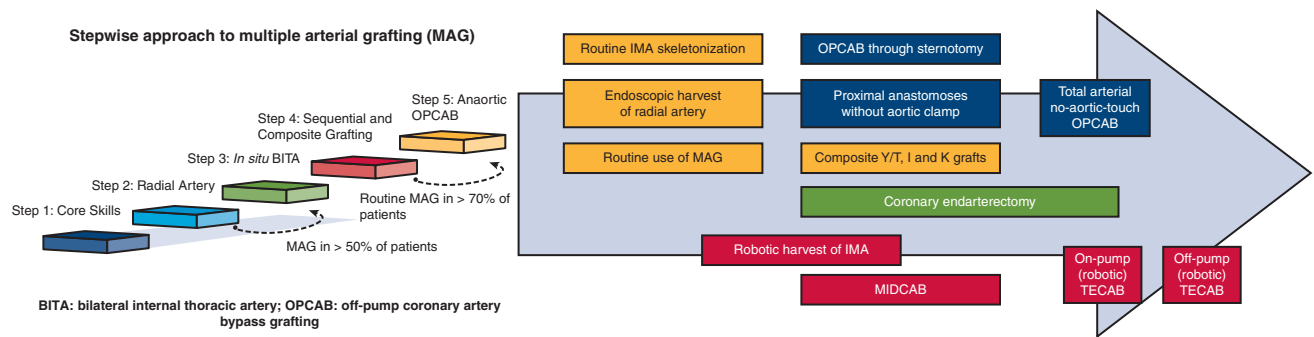 Stepwise approach to multiple arterial grafting (MAG)
Step 5: Anaortic
OPCAB
Step 4: Sequential and
Composite Grafting
Step 3: In situ BITA
Step 2: Radial Artery
Step 1: Core Skills
Routine MAG in > 70% of
patients
MAG in > 50% of patients
BITA: bilateral internal thoracic artery; OPCAB: off-pump coronary artery
bypass grafting
Routine IMA skeletonization
OPCAB through sternotomy
Endoscopic harvest
of radial artery
Proximal anastomoses
without aortic clamp
Total arterial
no-aortic-touch
OPCAB
Routine use of MAG
Composite Y/T, I and K grafts
Coronary endarterectomy
Robotic harvest of IMA
MIDCAB
On-pump
(robotic)
TECAB
Off-pump
(robotic)
TECAB